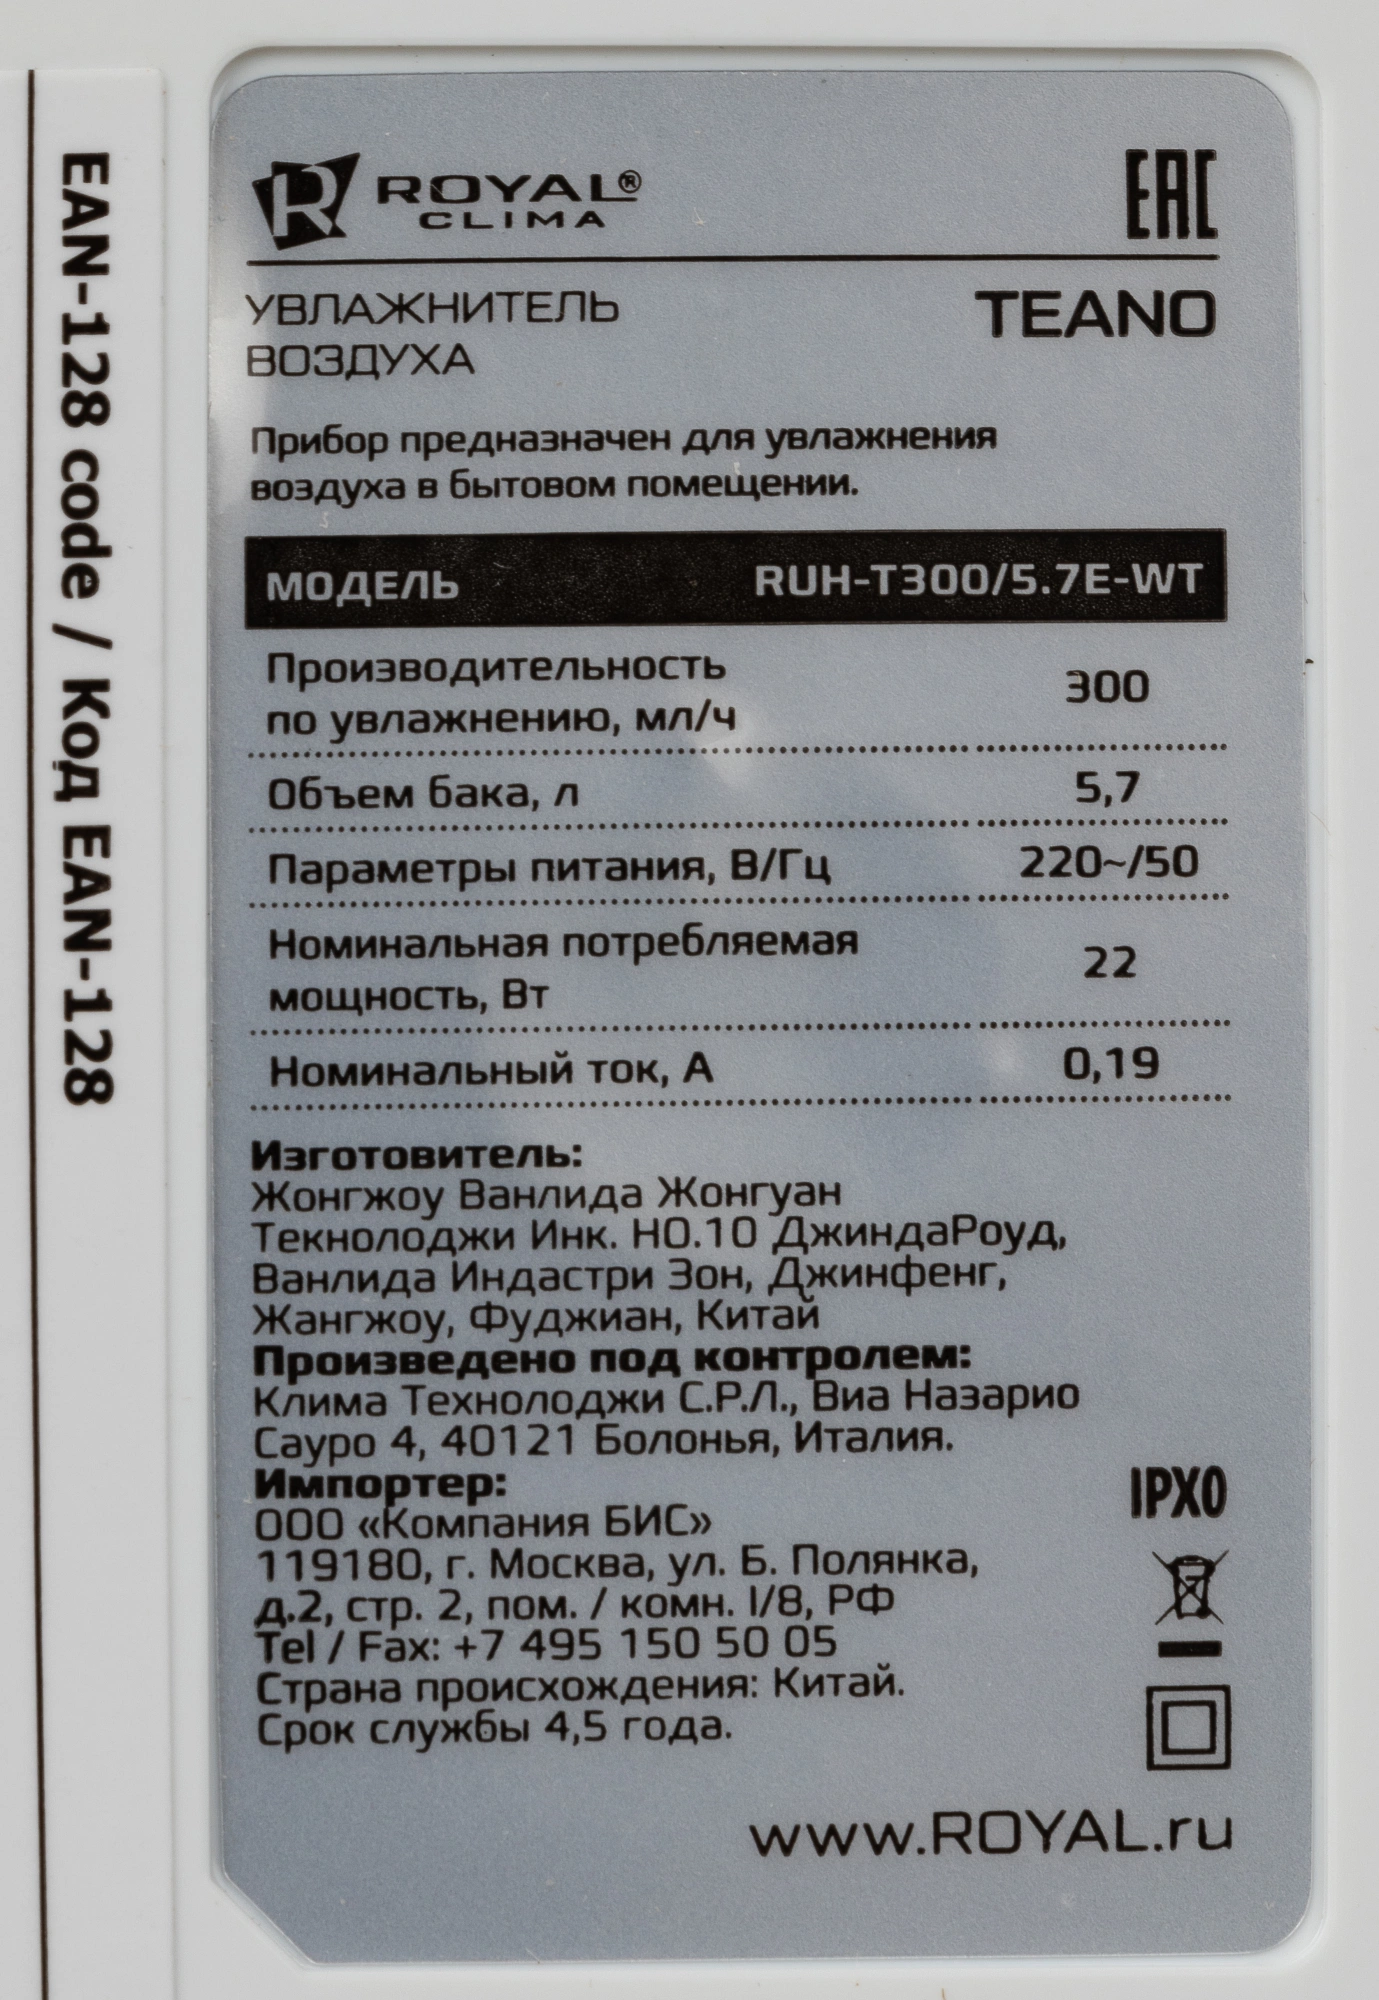 EAN-128 code / Код EAN-128
ROYAL®
CLIMA
EAC
УВЛАЖНИТЕЛЬ
ВОЗДУХА
TEANO
Прибор предназначен для увлажнения
воздуха в бытовом помещении.
МОДЕЛЬ RUH-T300/5.7E-WT
Производительность
по увлажнению, мл/ч
300
Объем бака, л 5,7
Параметры питания, В/Гц 220~/50
Номинальная потребляемая
мощность, Вт
22
Номинальный ток, А 0,19
Изготовитель:
Жонгжоу Ванлида Жонгуан
Текнолоджи Инк. НО.10 ДжиндаРоуд,
Ванлида Индастри Зон, Джинфенг,
Жангжоу, Фуджиан, Китай
Произведено под контролем:
Клима Технолоджи С.Р.Л., Виа Назарио
Сауро 4, 40121 Болонья, Италия.
Импортер:
ООО «Компания БИС»
119180, г. Москва, ул. Б. Полянка,
д.2, стр. 2, пом. / комн. I/8, РФ
Tel / Fax: +7 495 150 50 05
Страна происхождения: Китай.
Срок службы 4,5 года.
IPX0
www.ROYAL.ru